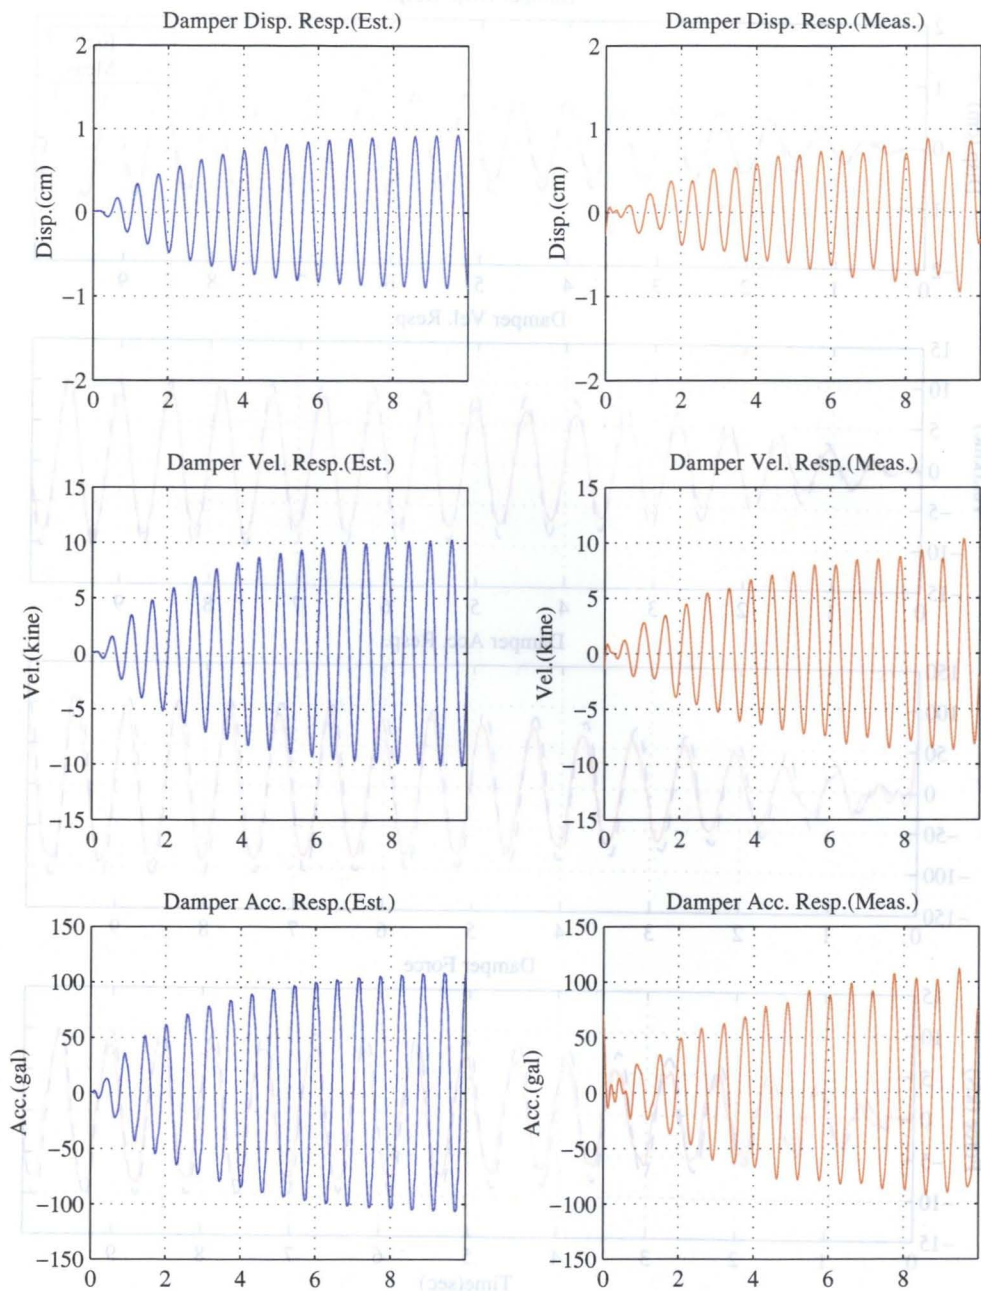 Damper Disp. Resp.(Est.)
2
1
0
−1
−2
Disp.(cm)
0 2 4 6 8
Damper Disp. Resp.(Meas.)
2
1
0
−1
−2
Disp.(cm)
0 2 4 6 8
Damper Vel. Resp.(Est.)
15
10
5
0
−5
−10
−15
Vel.(kine)
0 2 4 6 8
Damper Vel. Resp.(Meas.)
15
10
5
0
−5
−10
−15
Vel.(kine)
0 2 4 6 8
Damper Acc. Resp.(Est.)
150
100
50
0
−50
−100
−150
Acc.(gal)
0 2 4 6 8
Damper Acc. Resp.(Meas.)
150
100
50
0
−50
−100
−150
Acc.(gal)
0 2 4 6 8